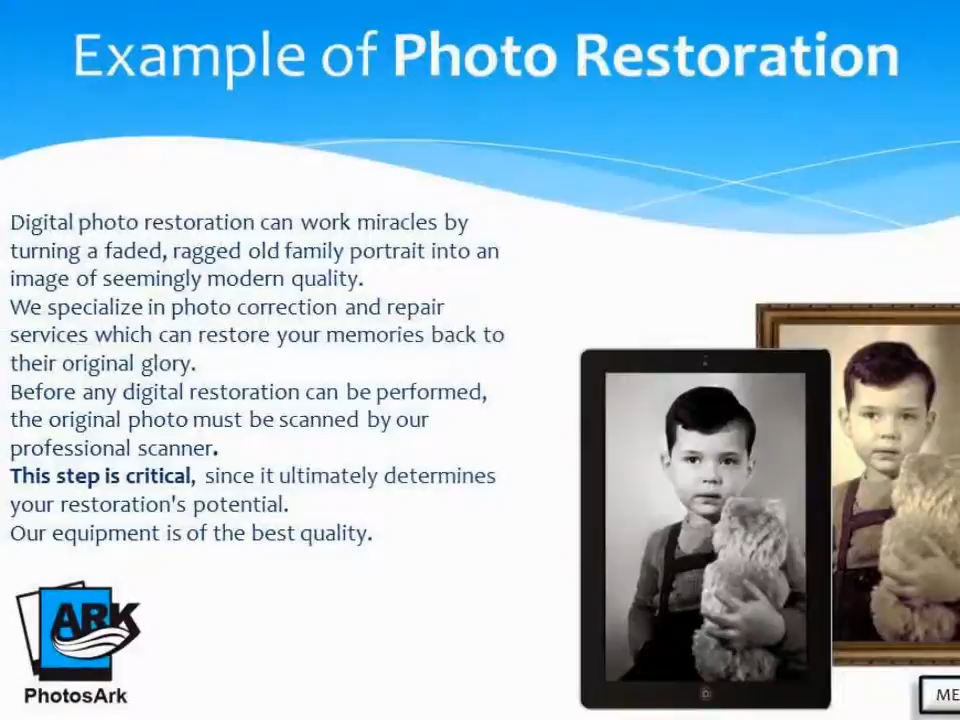 Example of Photo Restoration
Digital photo restoration can work miracles by
turning a faded, ragged old family portrait into an
image of seemingly modern quality.
We specialize in photo correction and repair
services which can restore your memories back to
their original glory.
Before any digital restoration can be performed,
the original photo must be scanned by our
professional scanner.
This step is critical, since it ultimately determines
your restoration's potential.
Our equipment is of the best quality.
ARK
PhotosArk
ME